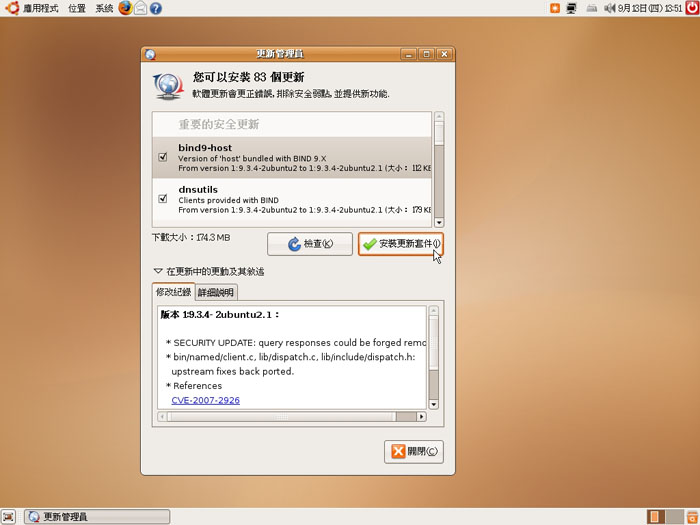 應用程式 位置 系統
9月13日(四) 13:51
更新管理員
您可以安裝 83 個更新
軟體更新會更正錯誤, 排除安全弱點, 並提供新功能.
重要的安全更新
bind9-host
Version of 'host' bundled with BIND 9.X
From version 1:9.3.4-2ubuntu2 to 1:9.3.4-2ubuntu2.1 (大小： 112 KB
dnsutils
Clients provided with BIND
From version 1:9.3.4-2ubuntu2 to 1:9.3.4-2ubuntu2.1 (大小： 179 KB
下載大小：174.3 MB
檢查(K)
安裝更新套件(I)
在更新中的更動及其敘述
修改紀錄 詳細說明
版本 1:9.3.4-2ubuntu2.1：
* SECURITY UPDATE: query responses could be forged remo
* bin/named/client.c, lib/dispatch.c, lib/include/dispatch.h:
upstream fixes back ported.
* References
CVE-2007-2926
關閉(C)
更新管理員